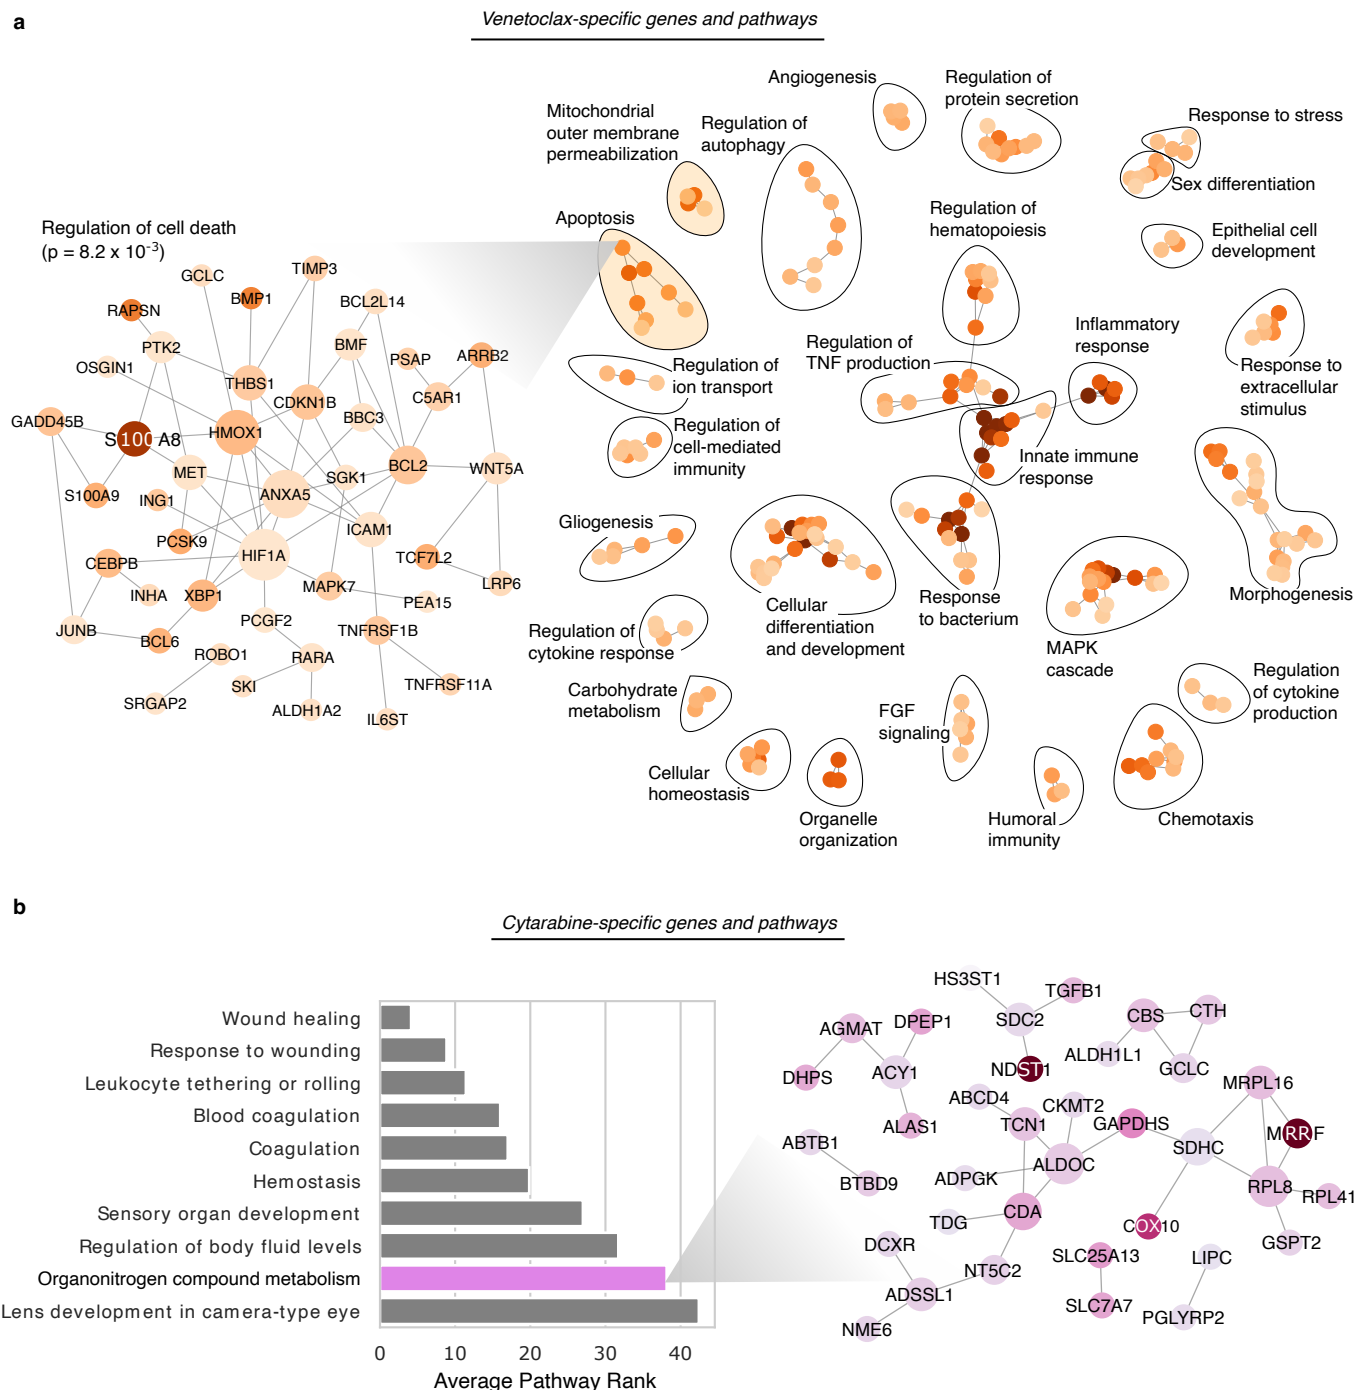 a
Venetoclax-specific genes and pathways
Angiogenesis
Regulation of
protein secretion
Mitochondrial
outer membrane
permeabilization
Regulation of
autophagy
Response to stress
Sex differentiation
Apoptosis
Regulation of
hematopoiesis
Epithelial cell
development
Regulation of cell death
(p = 8.2 x 10-3)
Regulation of
TNF production
Inflammatory
response
Response to
extracellular
stimulus
Regulation of
ion transport
Regulation of
cell-mediated
immunity
Innate immune
response
Gliogenesis
Cellular
differentiation
and development
Response
to bacterium
Morphogenesis
MAPK
cascade
Regulation of
cytokine response
Carbohydrate
metabolism
Regulation
of cytokine
production
FGF
signaling
Cellular
homeostasis
Organelle
organization
Humoral
immunity
Chemotaxis
GCLC
TIMP3
BMP1
BCL2L14
RAPSN
PTK2
BMF
PSAP
ARRB2
OSGIN1
THBS1
CDKN1B
C5AR1
GADD45B
S100A8
HMOX1
BBC3
MET
SGK1
BCL2
WNT5A
S100A9
ING1
ANXA5
ICAM1
PCSK9
HIF1A
TCF7L2
CEBPB
INHA
XBP1
MAPK7
PEA15
LRP6
JUNB
BCL6
PCGF2
TNFRSF1B
ROBO1
RARA
SKI
TNFRSF11A
SRGAP2
ALDH1A2
IL6ST
b
Cytarabine-specific genes and pathways
Wound healing
Response to wounding
Leukocyte tethering or rolling
Blood coagulation
Coagulation
Hemostasis
Sensory organ development
Regulation of body fluid levels
Organonitrogen compound metabolism
Lens development in camera-type eye
0 10 20 30 40
Average Pathway Rank
HS3ST1
TGFB1
SDC2
AGMAT
DPEP1
CBS
CTH
ALDH1L1
GCLC
NDST1
DHPS
ACY1
MRPL16
ABCD4
CKMT2
ALAS1
TCN1
GAPDHS
MRRF
ABTB1
SDHC
ALDOC
BTBD9
ADPGK
RPL8
RPL41
CDA
TDG
COX10
DCXR
GSPT2
SLC25A13
LIPC
NT5C2
ADSSL1
SLC7A7
PGLYRP2
NME6